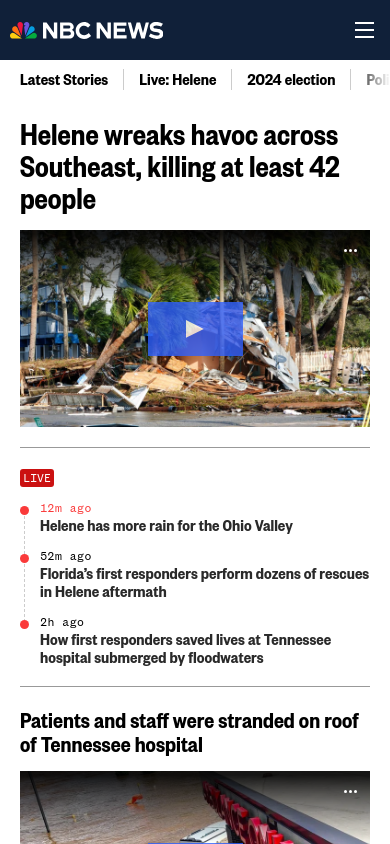 NBC NEWS
Latest Stories
Live: Helene
2024 election
Helene wreaks havoc across
Southeast, killing at least 42
people
LIVE
12m ago
Helene has more rain for the Ohio Valley
52m ago
Florida's first responders perform dozens of rescues
in Helene aftermath
2h ago
How first responders saved lives at Tennessee
hospital submerged by floodwaters
Patients and staff were stranded on roof
of Tennessee hospital